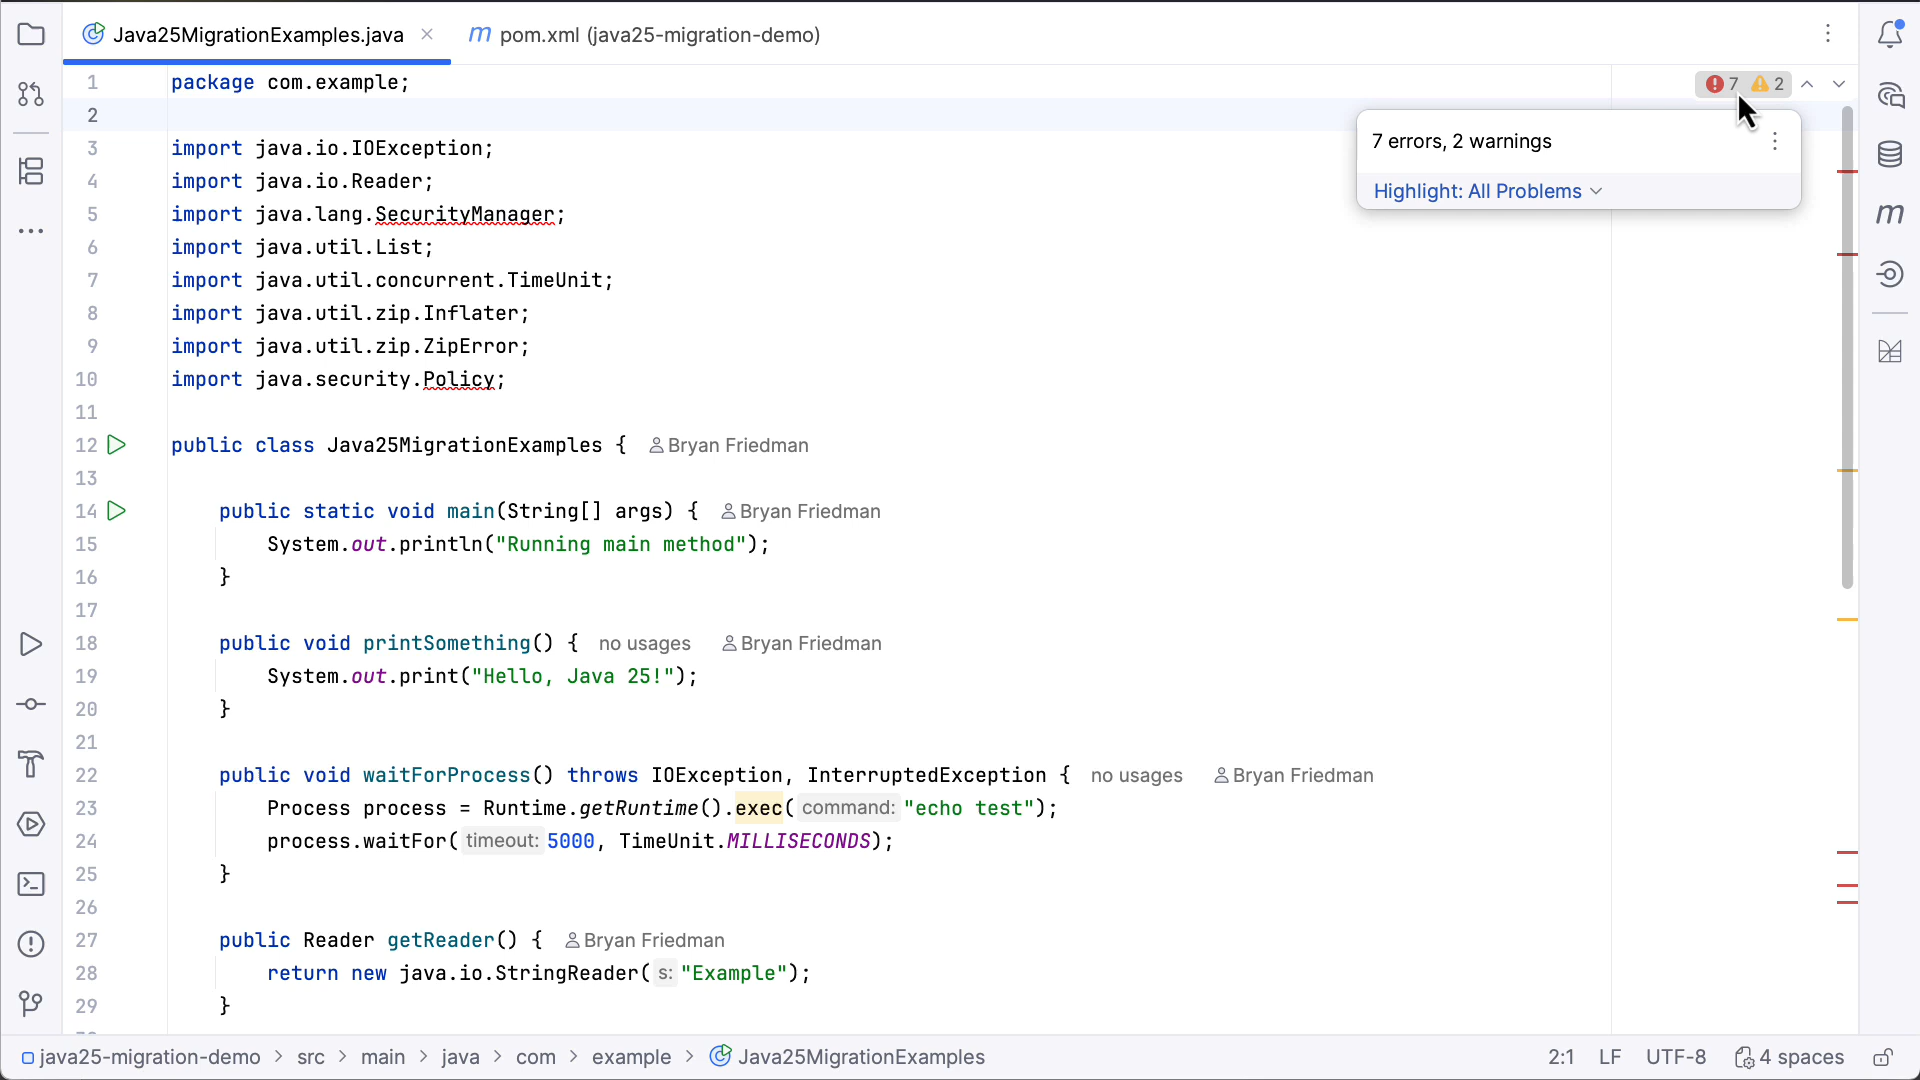 Java25MigrationExamples.java
m pom.xml (java25-migration-demo)
1 package com.example;
7 2
2
7 errors, 2 warnings
3 import java.io.IOException;
4 import java.io.Reader;
Highlight: All Problems
5 import java.lang.SecurityManager;
6 import java.util.List;
7 import java.util.concurrent.TimeUnit;
8 import java.util.zip.Inflater;
9 import java.util.zip.ZipError;
10 import java.security.Policy;
11
12 public class Java25MigrationExamples { Bryan Friedman
13
14 public static void main(String[] args) { Bryan Friedman
15 System.out.println("Running main method");
16 }
17
18 public void printSomething() { no usages Bryan Friedman
19 System.out.print("Hello, Java 25!");
20 }
21
22 public void waitForProcess() throws IOException, InterruptedException { no usages Bryan Friedman
23 Process process = Runtime.getRuntime().exec( command: "echo test");
24 process.waitFor( timeout: 5000, TimeUnit.MILLISECONDS);
25 }
26
27 public Reader getReader() { Bryan Friedman
28 return new java.io.StringReader( s: "Example");
29 }
java25-migration-demo > src > main > java > com > example > Java25MigrationExamples
2:1 LF UTF-8 4 spaces